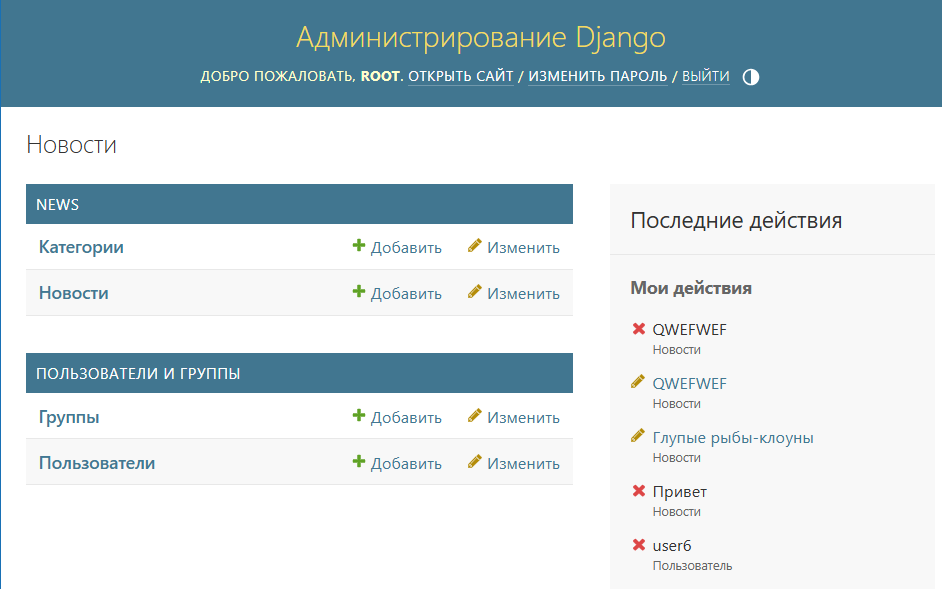 Администрирование Django
ДОБРО ПОЖАЛОВАТЬ, ROOT. ОТКРЫТЬ САЙТ / ИЗМЕНИТЬ ПАРОЛЬ / ВЫЙТИ
Новости
NEWS
Категории Добавить Изменить
Новости Добавить Изменить
ПОЛЬЗОВАТЕЛИ И ГРУППЫ
Группы Добавить Изменить
Пользователи Добавить Изменить
Последние действия
Мои действия
QWEFWEF
Новости
QWEFWEF
Новости
Глупые рыбы-клоуны
Новости
Привет
Новости
user6
Пользователь